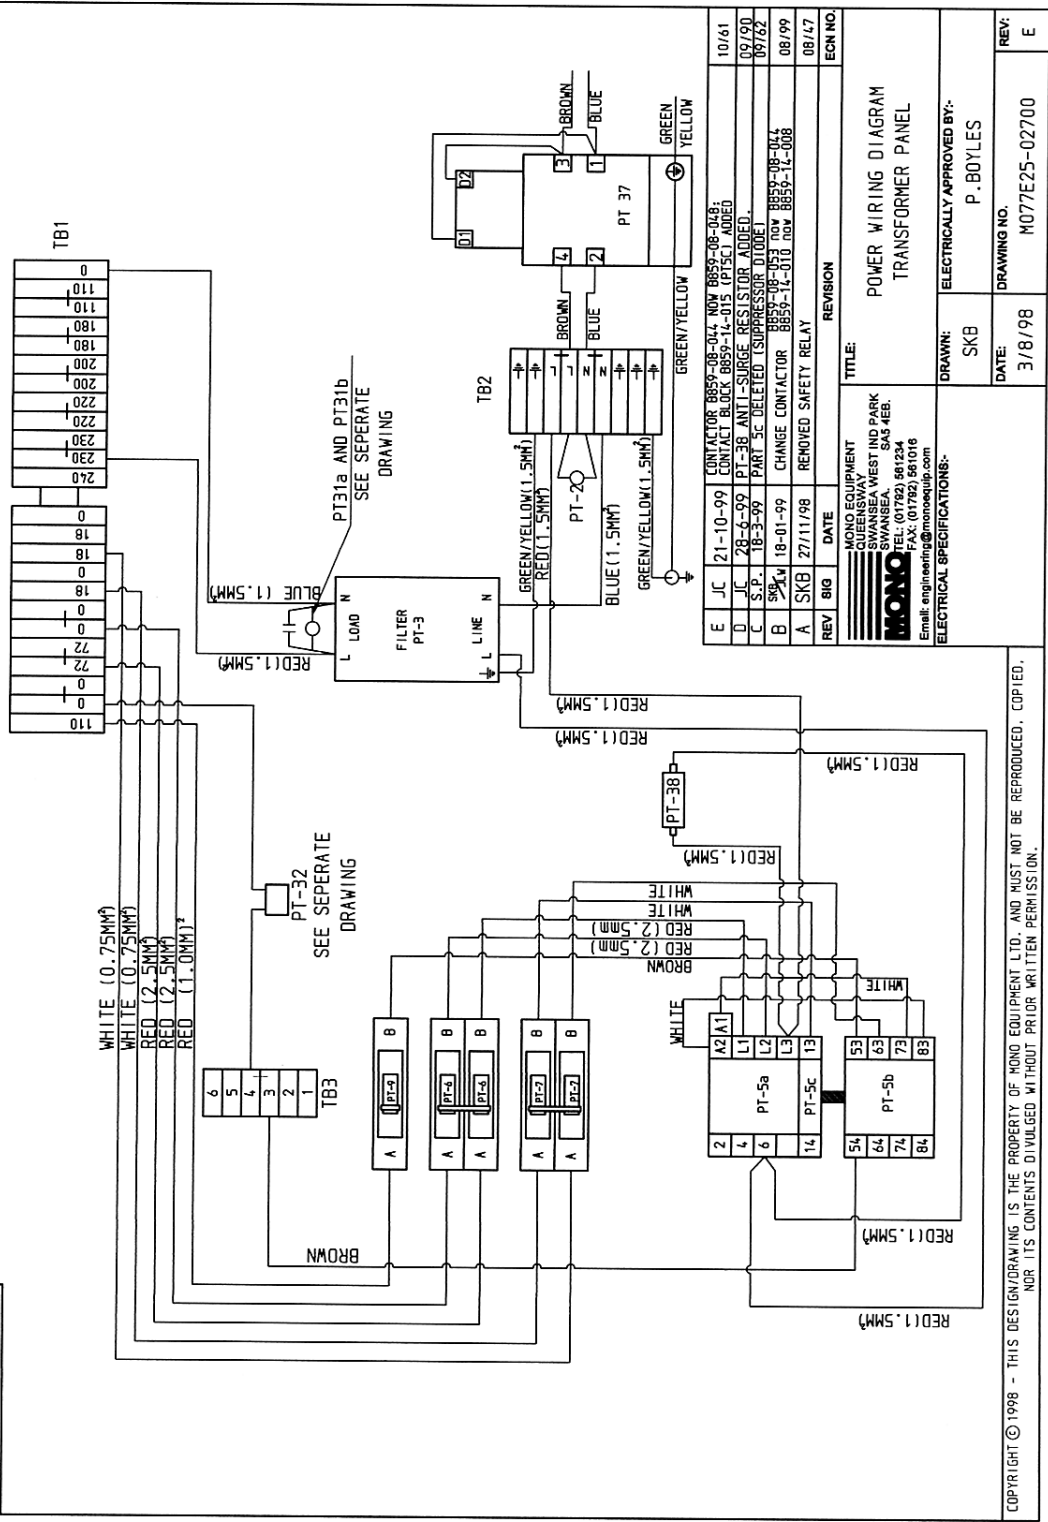 TB1
0
110
110
180
180
200
200
220
220
230
230
240
0
18
18
0
18
0
0
72
72
0
0
110
WHITE (0.75MM²)
WHITE (0.75MM²)
RED (2.5MM²)
RED (2.5MM²)
RED (1.0MM)²
PT-32
SEE SEPERATE
DRAWING
6
5
4
3
2
1
TB3
BROWN
BLUE (1.5MM²)
RED(1.5MM²)
PT31a AND PT31b
SEE SEPERATE
DRAWING
L LOAD N
FILTER
PT-3
L LINE N
TB2
L
L
N
N
PT-2
GREEN/YELLOW(1.5MM²)
RED(1.5MM²)
BLUE(1.5MM²)
GREEN/YELLOW(1.5MM²)
BROWN
BLUE
D1
D2
4
3
2
1
PT 37
BROWN
BLUE
GREEN
YELLOW
GREEN/YELLOW
RED(1.5MM²)
RED(1.5MM²)
PT-38
RED(1.5MM²)
RED(1.5MM²)
WHITE
WHITE
RED (2.5mm)
RED (2.5mm)
BROWN
A PT-9 B
A PT-6 B
A PT-6 B
A PT-7 B
A PT-7 B
WHITE
WHITE
A2 A1
2 L1
4 L2
6 L3
14 13
PT-5a
PT-5c
54 53
64 63
74 73
84 83
PT-5b
RED(1.5MM²)
RED(1.5MM²)
E JC 21-10-99 CONTACTOR B859-08-044 NOW B859-08-048;
CONTACT BLOCK B859-14-015 (PT5C) ADDED 10/61
D JC 28-6-99 PT-38 ANTI-SURGE RESISTOR ADDED. 09/90
C S.P. 18-3-99 PART 5c DELETED (SUPPRESSOR DIODE) 09/62
B SKB/JLW 18-01-99 CHANGE CONTACTOR B859-08-053 now B859-08-044
B859-14-010 now B859-14-008 08/99
A SKB 27/11/98 REMOVED SAFETY RELAY 08/47
REV SIG DATE REVISION ECN NO.
MONO
MONO EQUIPMENT
QUEENSWAY
SWANSEA WEST IND PARK
SWANSEA. SA5 4EB.
TEL: (01792) 561234
FAX: (01792) 561016
Email: engineering@monoequip.com
ELECTRICAL SPECIFICATIONS:-
TITLE:
POWER WIRING DIAGRAM
TRANSFORMER PANEL
DRAWN:
SKB
ELECTRICALLY APPROVED BY:-
P.BOYLES
DATE:
3/8/98
DRAWING NO.
M077E25-02700
REV:
E
COPYRIGHT © 1998 - THIS DESIGN/DRAWING IS THE PROPERTY OF MONO EQUIPMENT LTD. AND MUST NOT BE REPRODUCED, COPIED,
NOR ITS CONTENTS DIVULGED WITHOUT PRIOR WRITTEN PERMISSION.